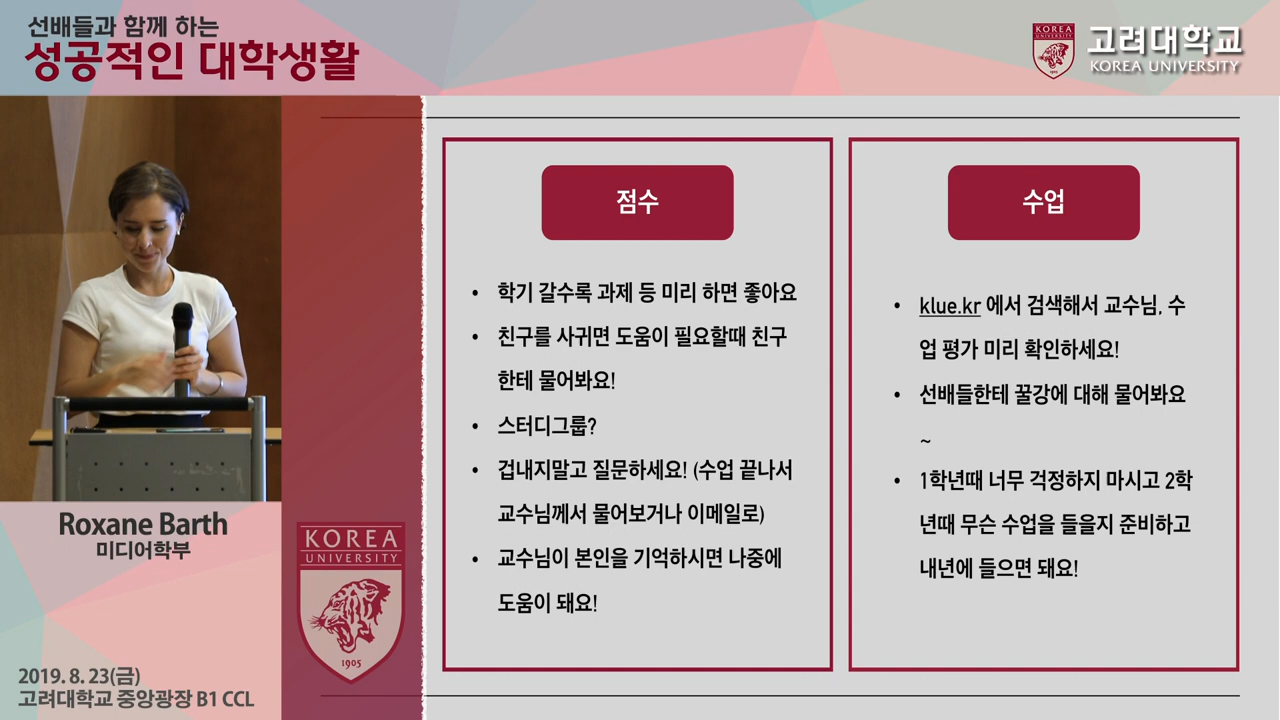 선배들과 함께 하는
성공적인 대학생활
KOREA
UNIVERSITY
고려대학교
KOREA UNIVERSITY
점수
• 학기 갈수록 과제 등 미리 하면 좋아요
• 친구를 사귀면 도움이 필요할때 친구
한테 물어봐요!
• 스터디그룹?
• 겁내지말고 질문하세요! (수업 끝나서
교수님께서 물어보거나 이메일로)
• 교수님이 본인을 기억하시면 나중에
도움이 돼요!
수업
• klue.kr 에서 검색해서 교수님, 수
업 평가 미리 확인하세요!
• 선배들한테 꿀강에 대해 물어봐요
~
• 1학년때 너무 걱정하지 마시고 2학
년때 무슨 수업을 들을지 준비하고
내년에 들으면 돼요!
Roxane Barth
미디어학부
KOREA
UNIVERSITY
1905
2019. 8. 23(금)
고려대학교 중앙광장 B1 CCL